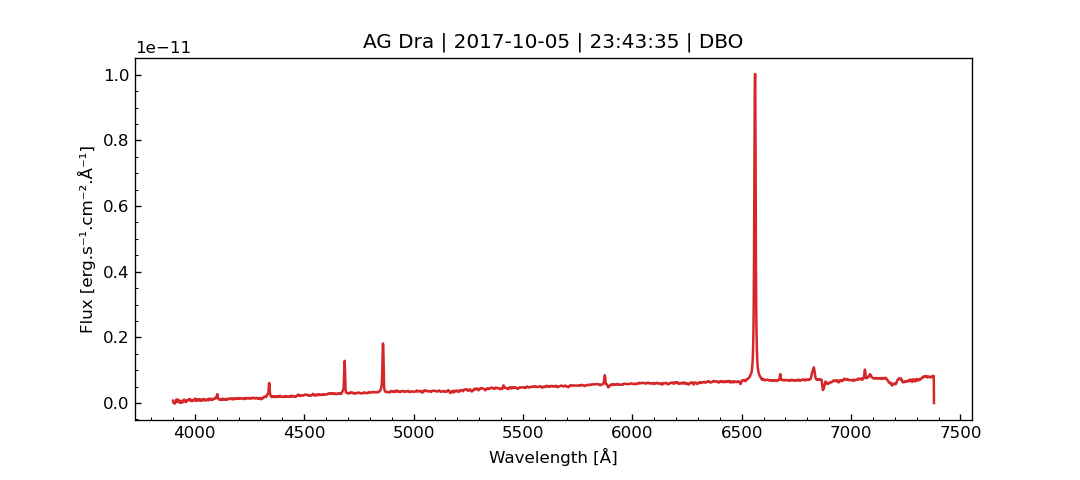 AG Dra | 2017-10-05 | 23:43:35 | DBO
1e−11
1.0
0.8
0.6
0.4
0.2
0.0
Flux [erg.s⁻¹.cm⁻².Å⁻¹]
4000 4500 5000 5500 6000 6500 7000 7500
Wavelength [Å]